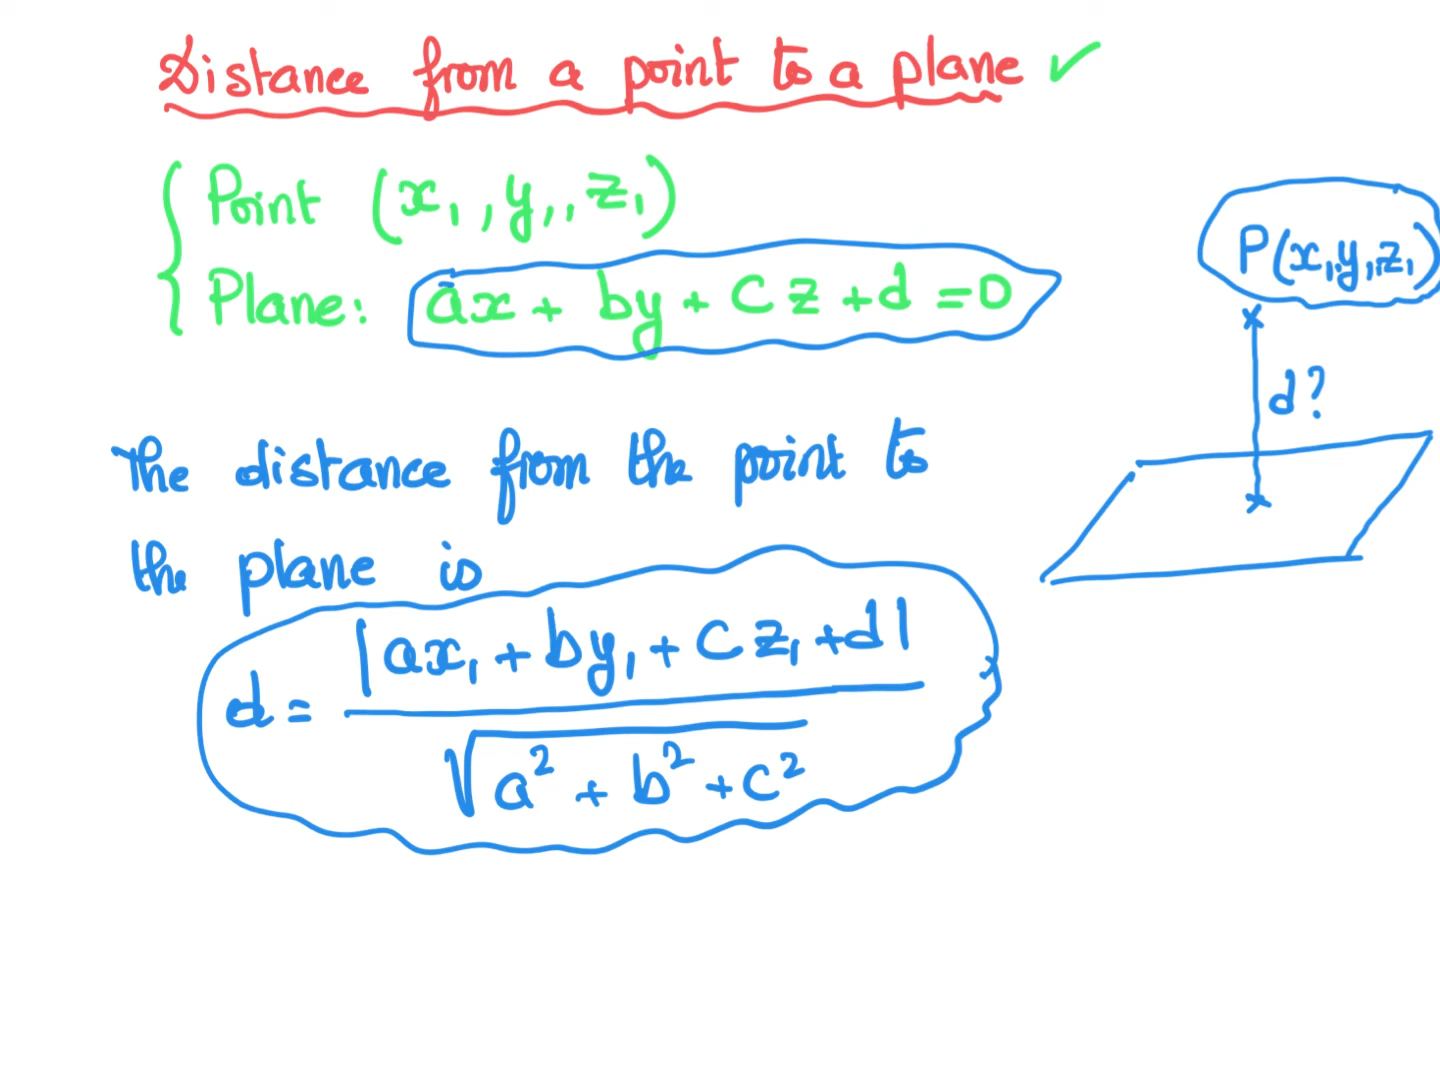 Distance from a point to a plane ✓
Point (x₁, y₁, z₁)
Plane: ax + by + cz + d = 0
P(x₁, y₁, z₁)
d?
The distance from the point to
the plane is
d = |ax₁ + by₁ + cz₁ + d|
√a² + b² + c²